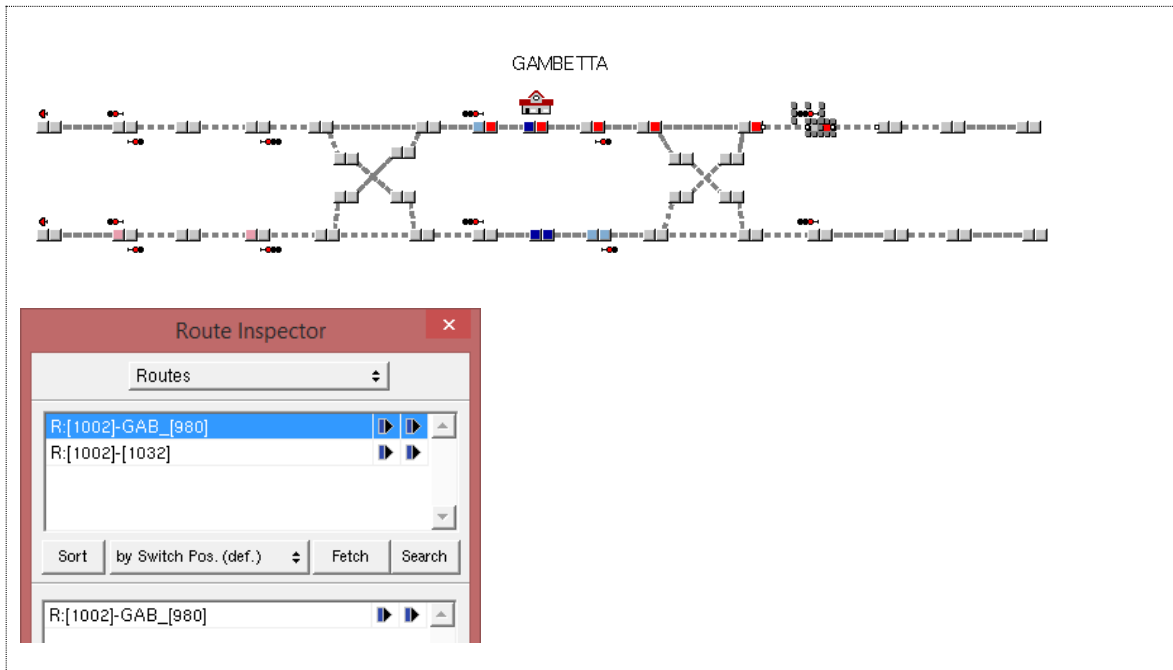 GAMBETTA
Route Inspector
Routes
R:[1002]-GAB_[980]
R:[1002]-[1032]
Sort by Switch Pos. (def.) Fetch Search
R:[1002]-GAB_[980]